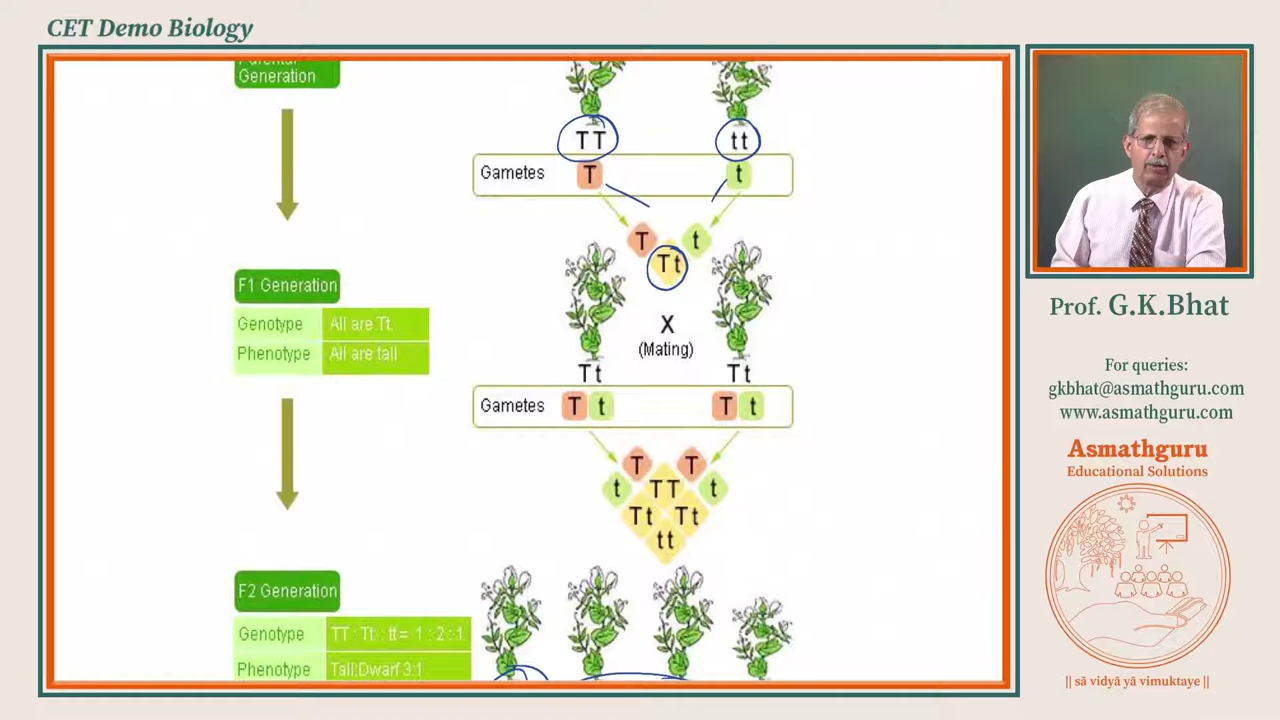 CET Demo Biology
Parental
Generation
TT
tt
Gametes
T
t
T
t
Tt
F1 Generation
Genotype
All are Tt
Phenotype
All are tall
X
(Mating)
Tt
Tt
Gametes
T
t
T
t
T
T
t
TT
t
Tt
Tt
tt
F2 Generation
Genotype
TT : Tt : tt = 1 : 2 :1
Phenotype
Tall:Dwarf 3:1
Prof. G.K.Bhat
For queries:
gkbhat@asmathguru.com
www.asmathguru.com
Asmathguru
Educational Solutions
|| sā vidyā yā vimuktaye ||